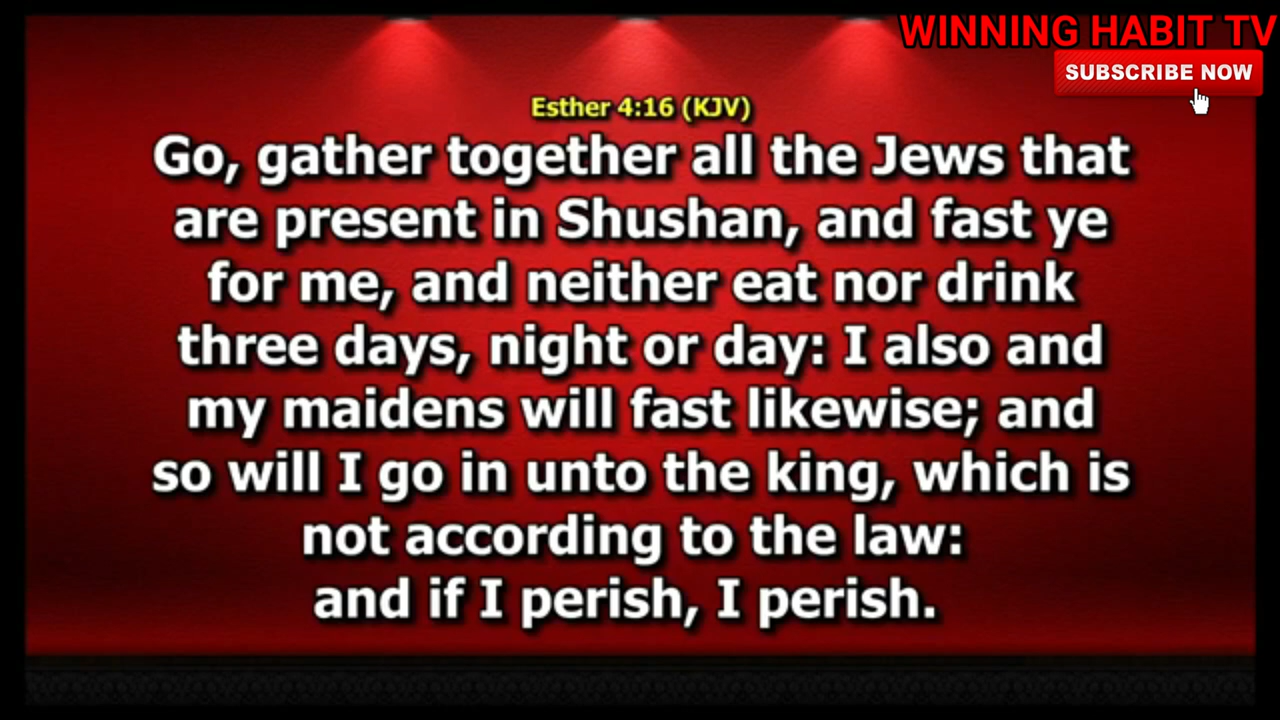 WINNING HABIT TV
SUBSCRIBE NOW
Esther 4:16 (KJV)
Go, gather together all the Jews that
are present in Shushan, and fast ye
for me, and neither eat nor drink
three days, night or day: I also and
my maidens will fast likewise; and
so will I go in unto the king, which is
not according to the law:
and if I perish, I perish.